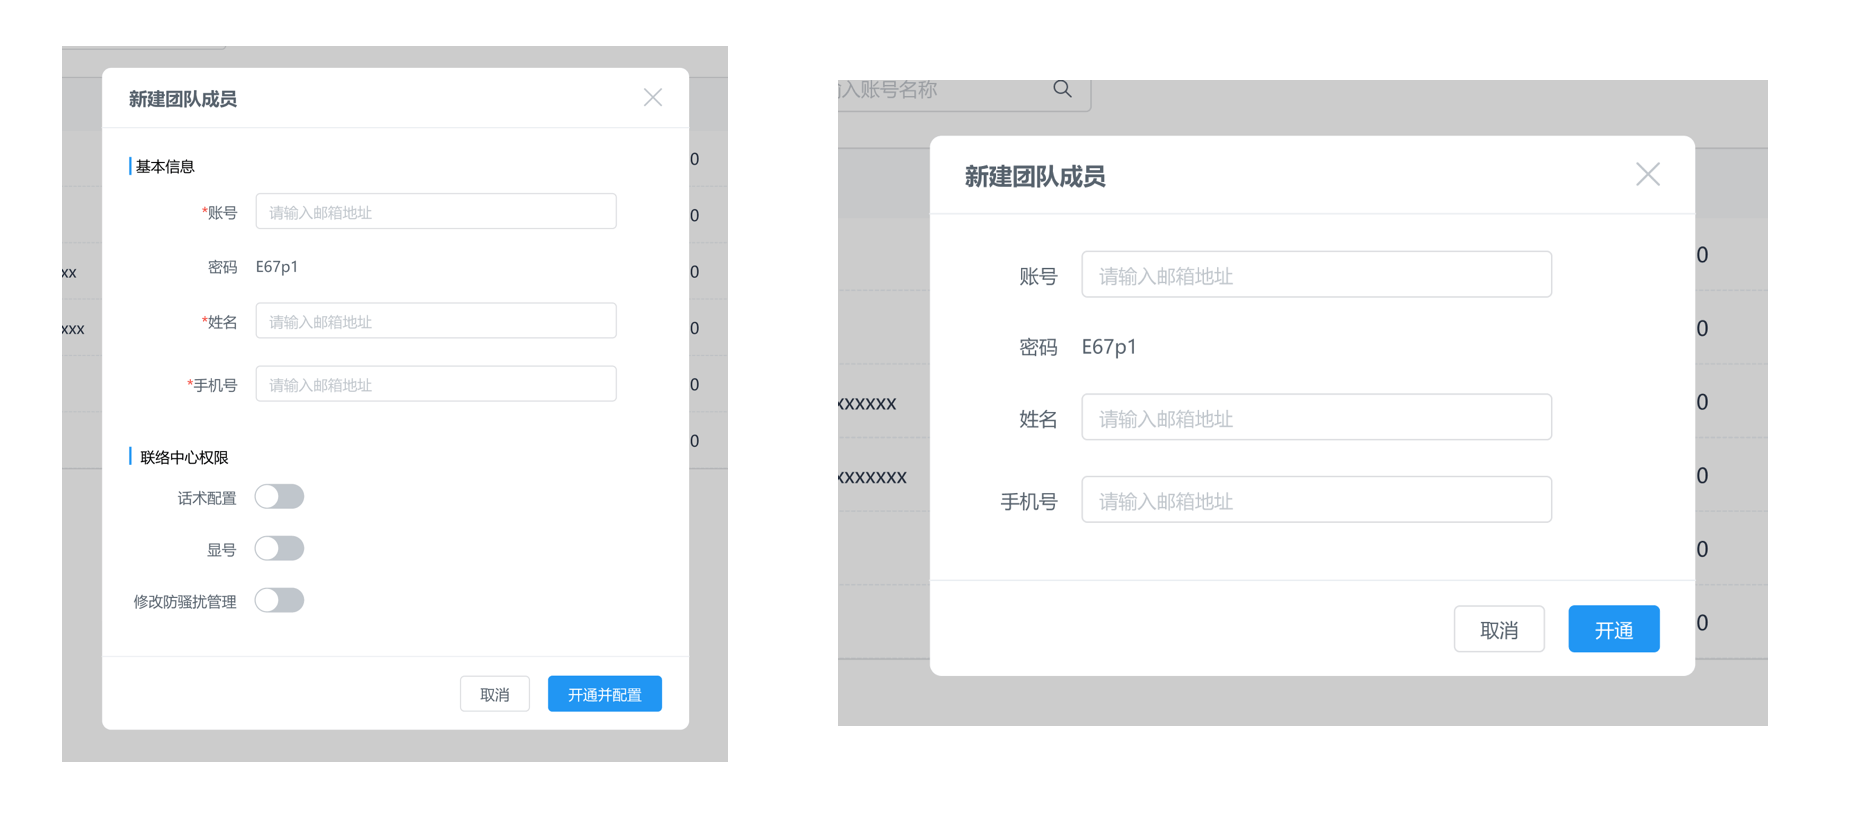 新建团队成员
基本信息
*账号 请输入邮箱地址
密码 E67p1
*姓名 请输入邮箱地址
*手机号 请输入邮箱地址
联络中心权限
话术配置
显号
修改防骚扰管理
取消 开通并配置
xx
xxx
0
0
0
0
0
0
入账号名称
新建团队成员
账号 请输入邮箱地址
密码 E67p1
姓名 请输入邮箱地址
手机号 请输入邮箱地址
取消 开通
xxxxxx
xxxxxxx
0
0
0
0
0
0